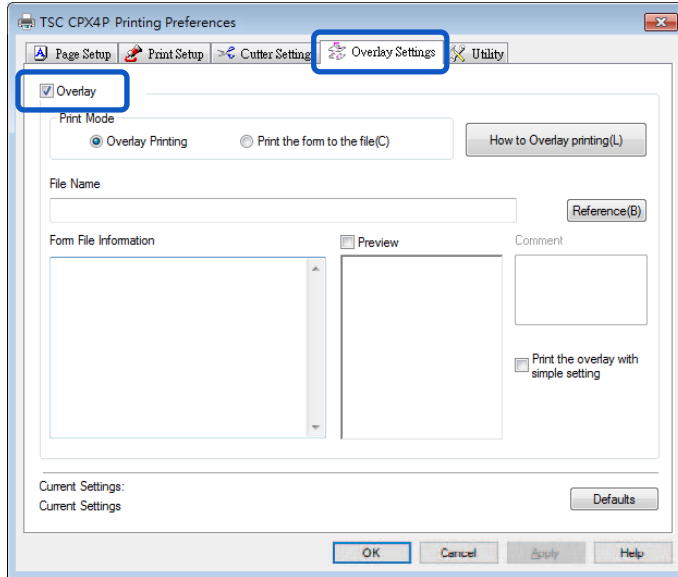 TSC CPX4P Printing Preferences
Page Setup Print Setup Cutter Setting Overlay Settings Utility
Overlay
Print Mode
Overlay Printing Print the form to the file(C) How to Overlay printing(L)
File Name
Reference(B)
Form File Information Preview Comment
Print the overlay with
simple setting
Current Settings:
Current Settings Defaults
OK Cancel Apply Help